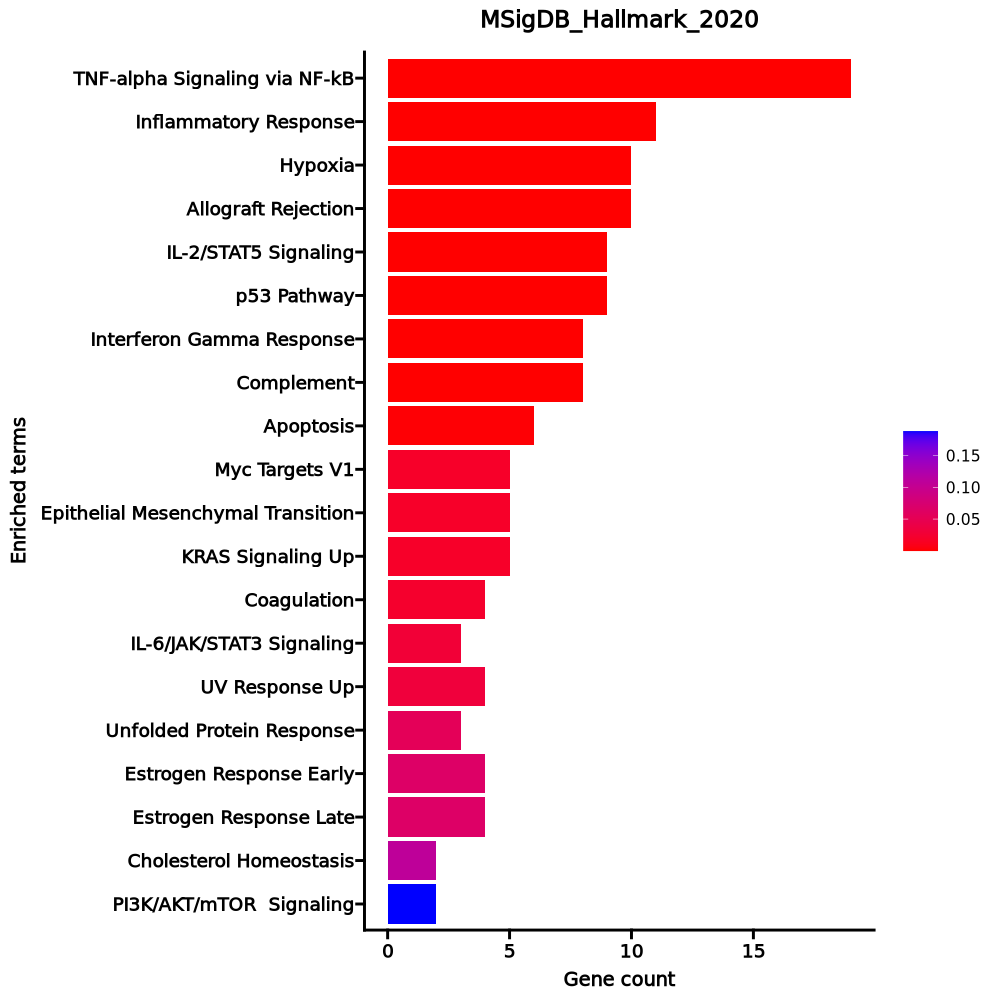 MSigDB_Hallmark_2020
Enriched terms
TNF-alpha Signaling via NF-kB
Inflammatory Response
Hypoxia
Allograft Rejection
IL-2/STAT5 Signaling
p53 Pathway
Interferon Gamma Response
Complement
Apoptosis
Myc Targets V1
Epithelial Mesenchymal Transition
KRAS Signaling Up
Coagulation
IL-6/JAK/STAT3 Signaling
UV Response Up
Unfolded Protein Response
Estrogen Response Early
Estrogen Response Late
Cholesterol Homeostasis
PI3K/AKT/mTOR  Signaling
0 5 10 15
Gene count
0.15
0.10
0.05